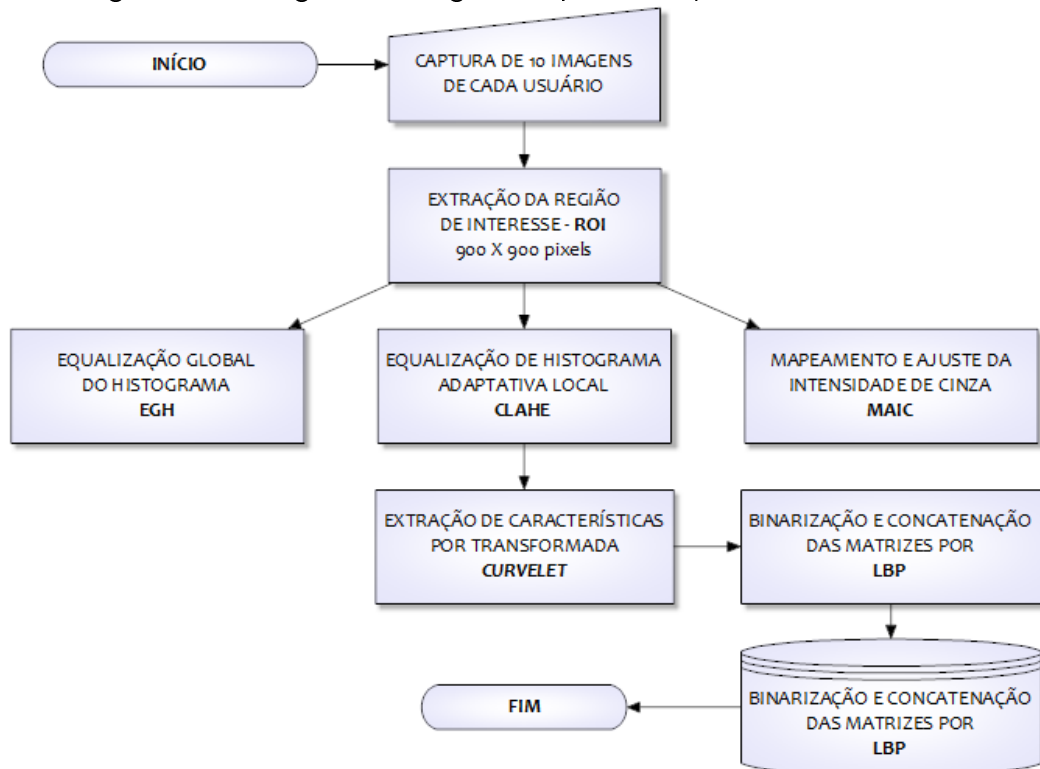 INÍCIO
CAPTURA DE 10 IMAGENS
DE CADA USUÁRIO
EXTRAÇÃO DA REGIÃO
DE INTERESSE - ROI
900 X 900 pixels
EQUALIZAÇÃO GLOBAL
DO HISTOGRAMA
EGH
EQUALIZAÇÃO DE HISTOGRAMA
ADAPTATIVA LOCAL
CLAHE
MAPEAMENTO E AJUSTE DA
INTENSIDADE DE CINZA
MAIC
EXTRAÇÃO DE CARACTERÍSTICAS
POR TRANSFORMADA
CURVELET
BINARIZAÇÃO E CONCATENAÇÃO
DAS MATRIZES POR
LBP
BINARIZAÇÃO E CONCATENAÇÃO
DAS MATRIZES POR
LBP
FIM